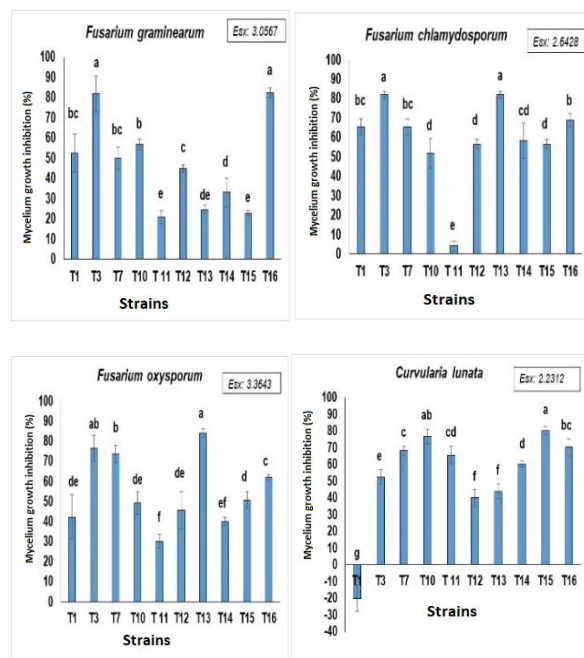 Fusarium graminearum
Esx: 3.0567
Mycelium growth inhibition (%)
100
90
80
70
60
50
40
30
20
10
0
bc
a
bc
b
e
c
de
d
e
a
T1 T3 T7 T10 T 11 T12 T13 T14 T15 T16
Strains
Fusarium chlamydosporum
Esx: 2.6428
Mycelium growth inhibition (%)
100
90
80
70
60
50
40
30
20
10
0
bc
a
bc
d
e
d
a
cd
d
b
T1 T3 T7 T10 T 11 T12 T13 T14 T15 T16
Strains
Fusarium oxysporum
Esx: 3.3643
Mycelium growth inhibition (%)
100
90
80
70
60
50
40
30
20
10
0
de
ab
b
de
f
de
a
ef
d
c
T1 T3 T7 T10 T 11 T12 T13 T14 T15 T16
Strains
Curvularia lunata
Esx: 2.2312
Mycelium growth inhibition (%)
100
90
80
70
60
50
40
30
20
10
0
-10
-20
-30
-40
g
e
c
ab
cd
f
f
d
a
bc
T1 T3 T7 T10 T 11 T12 T13 T14 T15 T16
Strains